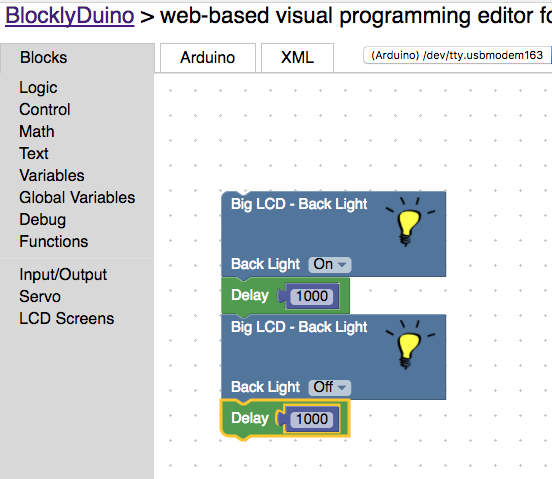 BlocklyDuino > web-based visual programming editor fo
Blocks
Arduino
XML
(Arduino) /dev/tty.usbmodem163
Logic
Control
Math
Text
Variables
Global Variables
Debug
Functions
Input/Output
Servo
LCD Screens
Big LCD - Back Light
Back Light On
Delay 1000
Big LCD - Back Light
Back Light Off
Delay 1000